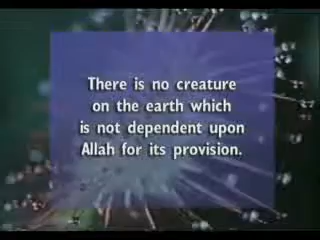 There is no creature
on the earth which
is not dependent upon
Allah for its provision.